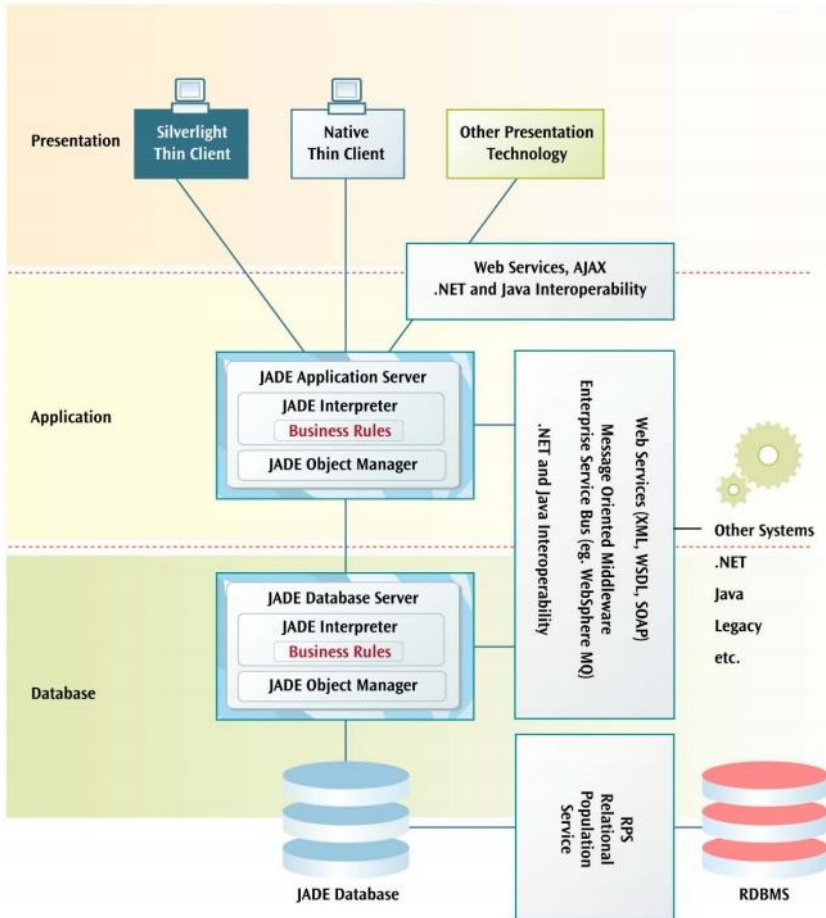 Presentation
Silverlight
Thin Client
Native
Thin Client
Other Presentation
Technology
Web Services, AJAX
.NET and Java Interoperability
Application
JADE Application Server
JADE Interpreter
Business Rules
JADE Object Manager
Web Services (XML, WSDL, SOAP)
Message Oriented Middleware
Enterprise Service Bus (eg. WebSphere MQ)
.NET and Java Interoperability
Other Systems
.NET
Java
Legacy
etc.
Database
JADE Database Server
JADE Interpreter
Business Rules
JADE Object Manager
RPS
Relational
Population
Service
JADE Database
RDBMS